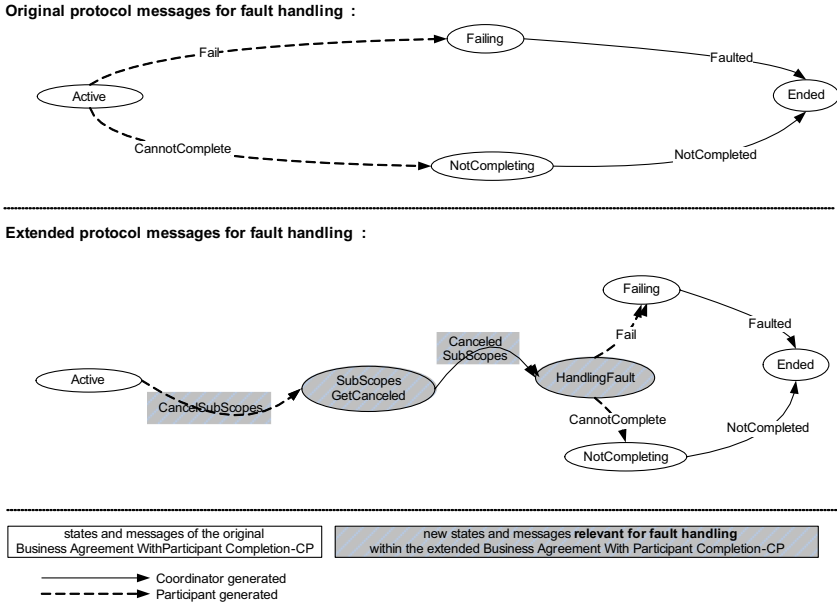 Original protocol messages for fault handling :
Fail
Failing
Faulted
Active
Ended
CannotComplete
NotCompleting
NotCompleted
Extended protocol messages for fault handling :
Failing
Faulted
Canceled
SubScopes
Fail
Active
SubScopes
GetCanceled
HandlingFault
Ended
CancelSubScopes
CannotComplete
NotCompleted
NotCompleting
states and messages of the original
Business Agreement WithParticipant Completion-CP
new states and messages relevant for fault handling
within the extended Business Agreement With Participant Completion-CP
Coordinator generated
Participant generated